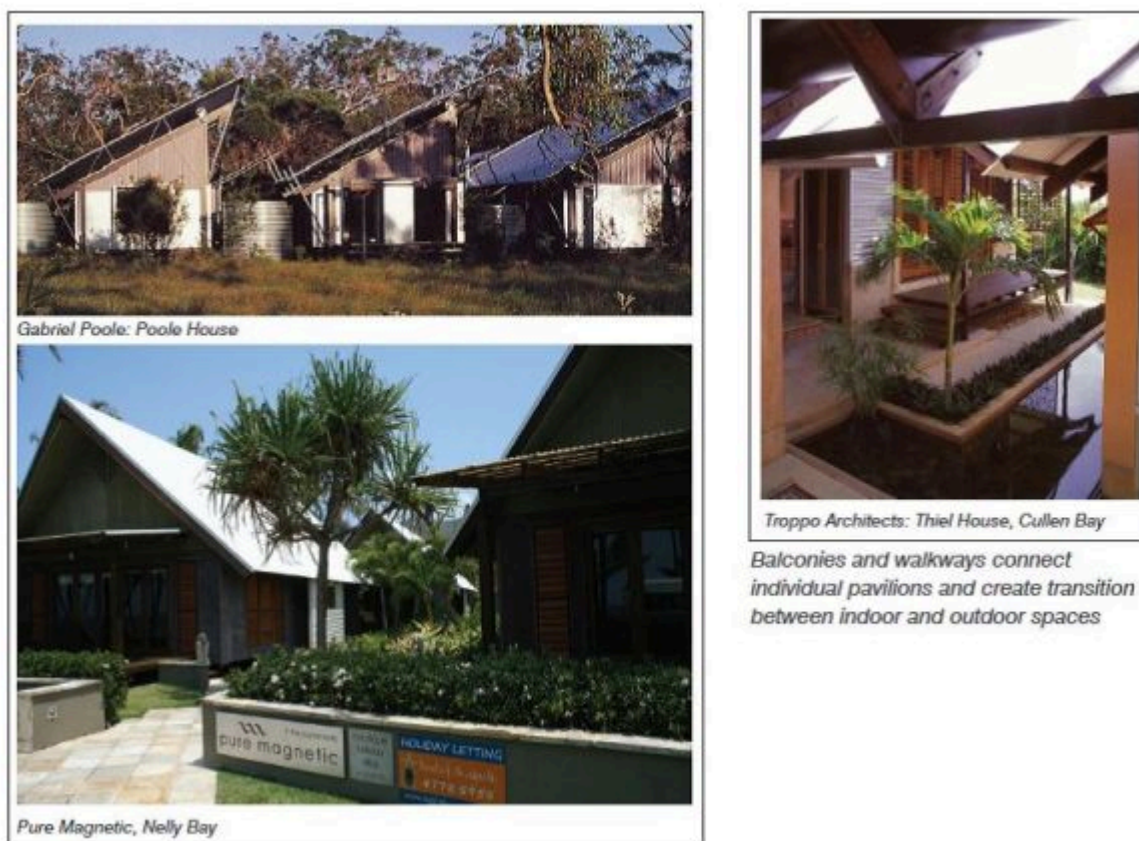 Gabriel Poole: Poole House
pure magnetic
HOLIDAY LETTING
Pure Magnetic, Nelly Bay
Troppo Architects: Thiel House, Cullen Bay
Balconies and walkways connect
individual pavilions and create transition
between indoor and outdoor spaces